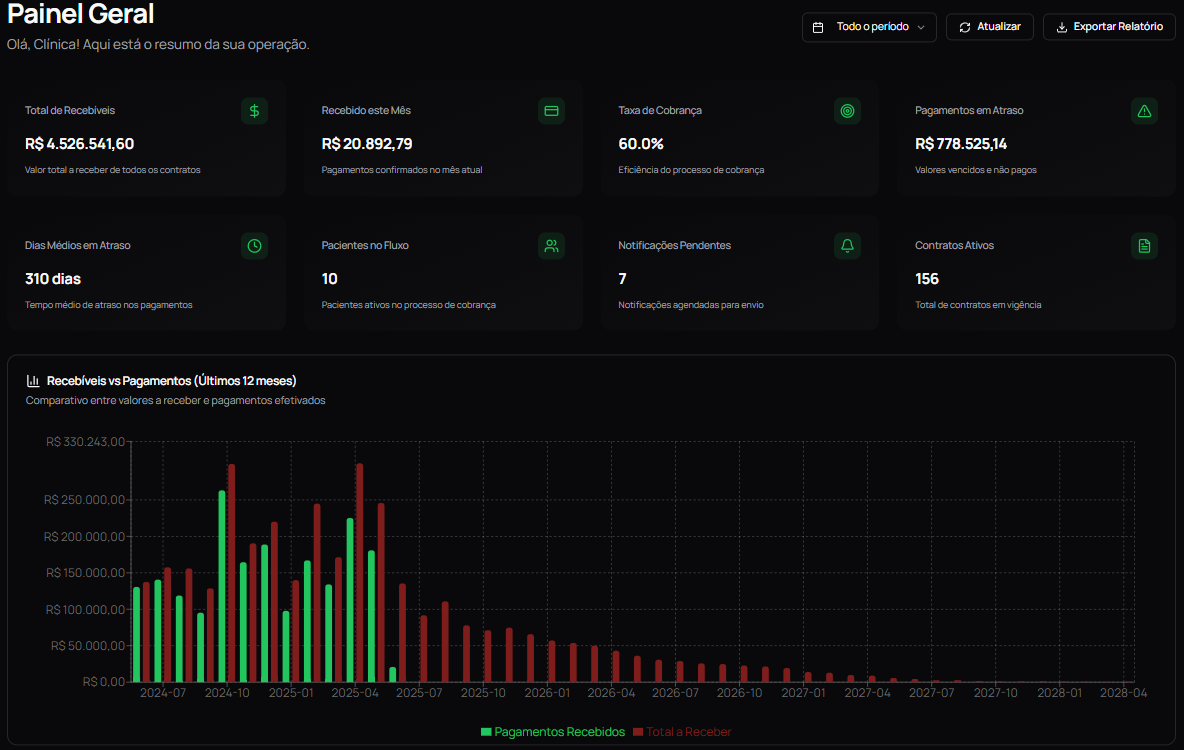 Painel Geral
Olá, Clínica! Aqui está o resumo da sua operação.
Todo o período
Atualizar
Exportar Relatório
Total de Recebíveis
R$ 4.526.541,60
Valor total a receber de todos os contratos
Recebido este Mês
R$ 20.892,79
Pagamentos confirmados no mês atual
Taxa de Cobrança
60.0%
Eficiência do processo de cobrança
Pagamentos em Atraso
R$ 778.525,14
Valores vencidos e não pagos
Dias Médios em Atraso
310 dias
Tempo médio de atraso nos pagamentos
Pacientes no Fluxo
10
Pacientes ativos no processo de cobrança
Notificações Pendentes
7
Notificações agendadas para envio
Contratos Ativos
156
Total de contratos em vigência
Recebíveis vs Pagamentos (Últimos 12 meses)
Comparativo entre valores a receber e pagamentos efetivados
R$ 330.243,00
R$ 250.000,00
R$ 200.000,00
R$ 150.000,00
R$ 100.000,00
R$ 50.000,00
R$ 0,00
2024-07 2024-10 2025-01 2025-04 2025-07 2025-10 2026-01 2026-04 2026-07 2026-10 2027-01 2027-04 2027-07 2027-10 2028-01 2028-04
Pagamentos Recebidos Total a Receber